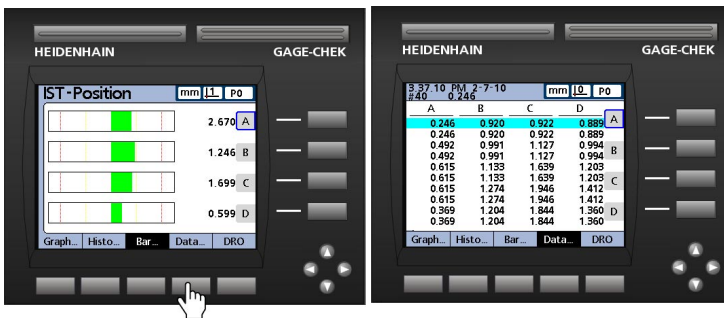 HEIDENHAIN GAGE-CHEK
IST-Position mm 1 P0
2.670 A
1.246 B
1.699 C
0.599 D
Graph... Histo... Bar... Data... DRO
HEIDENHAIN GAGE-CHEK
3.37.10 PM 2-7-10
#40 0.246 mm 0 P0
A B C D
0.246 0.920 0.922 0.889 A
0.246 0.920 0.922 0.889
0.492 0.991 1.127 0.994 B
0.492 0.991 1.127 0.994
0.615 1.133 1.639 1.203
0.615 1.133 1.639 1.203 C
0.615 1.274 1.946 1.412
0.615 1.274 1.946 1.412
0.369 1.204 1.844 1.360 D
0.369 1.204 1.844 1.360
Graph... Histo... Bar... Data... DRO